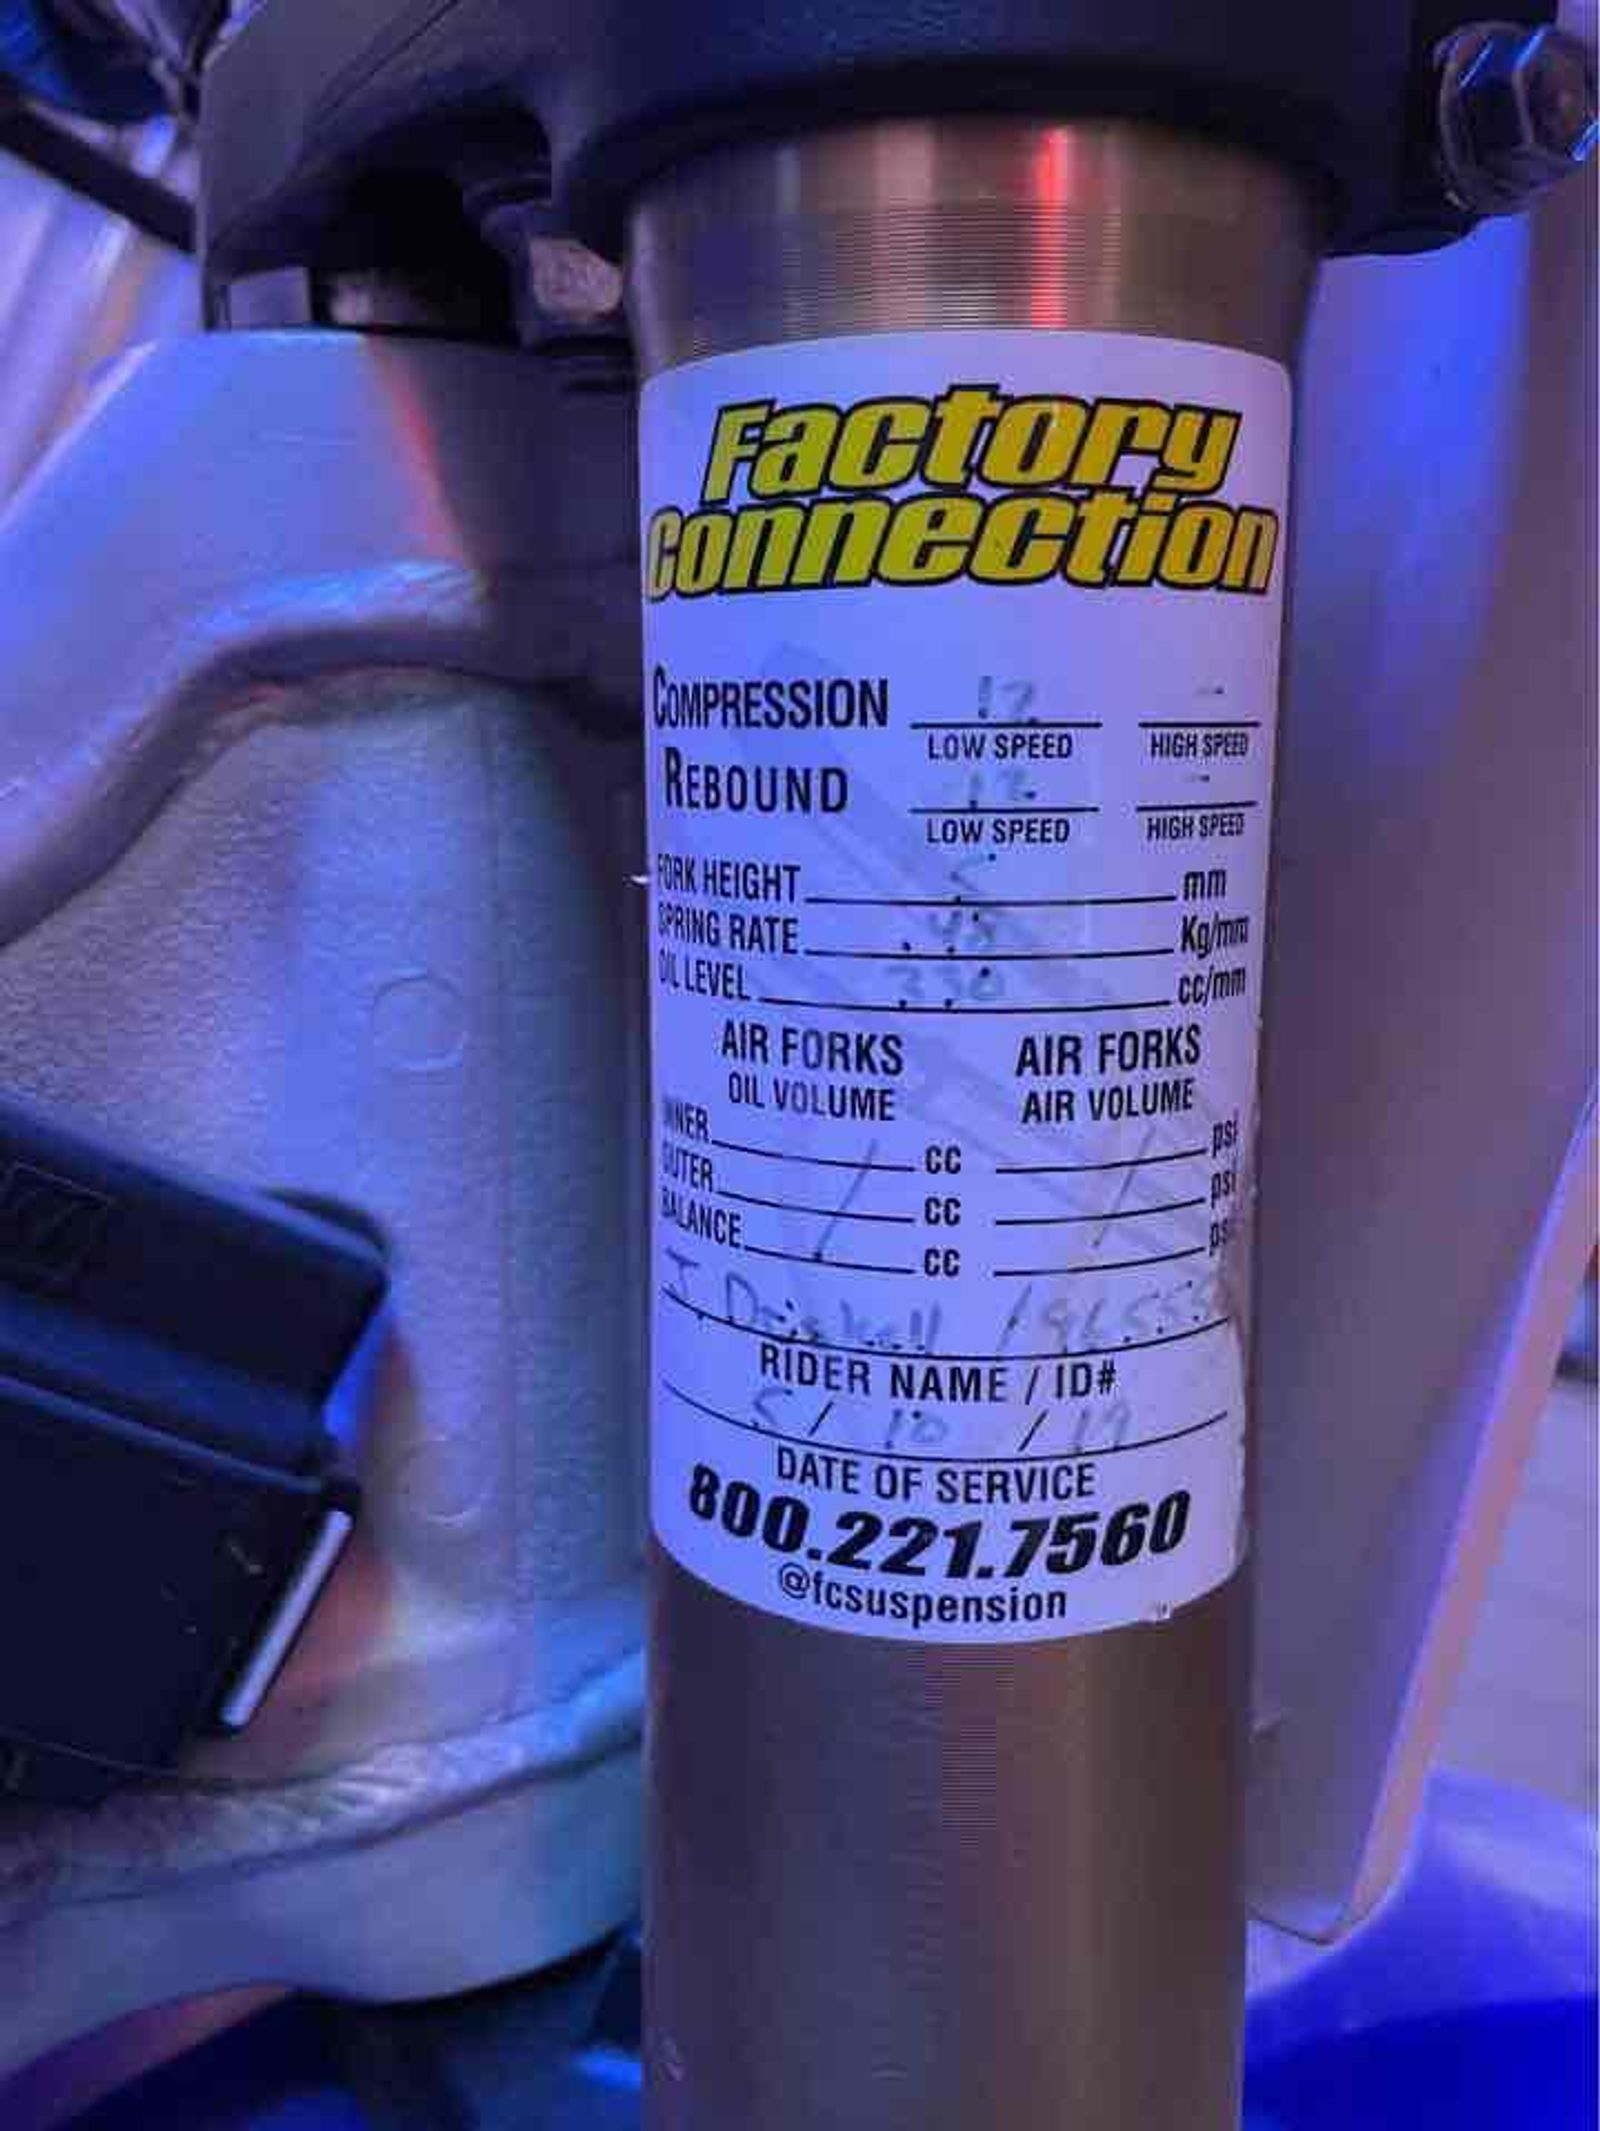 Factory
Connection
COMPRESSION 12 -
LOW SPEED HIGH SPEED
REBOUND 12 -
LOW SPEED HIGH SPEED
FORK HEIGHT 5 mm
SPRING RATE Kg/mm
OIL LEVEL 330 cc/mm
AIR FORKS AIR FORKS
OIL VOLUME AIR VOLUME
INNER cc psi
OUTER cc psi
BALANCE cc psi
J. Driskell /
RIDER NAME / ID#
5 / 10 / 19
DATE OF SERVICE
800.221.7560
@fcsuspension